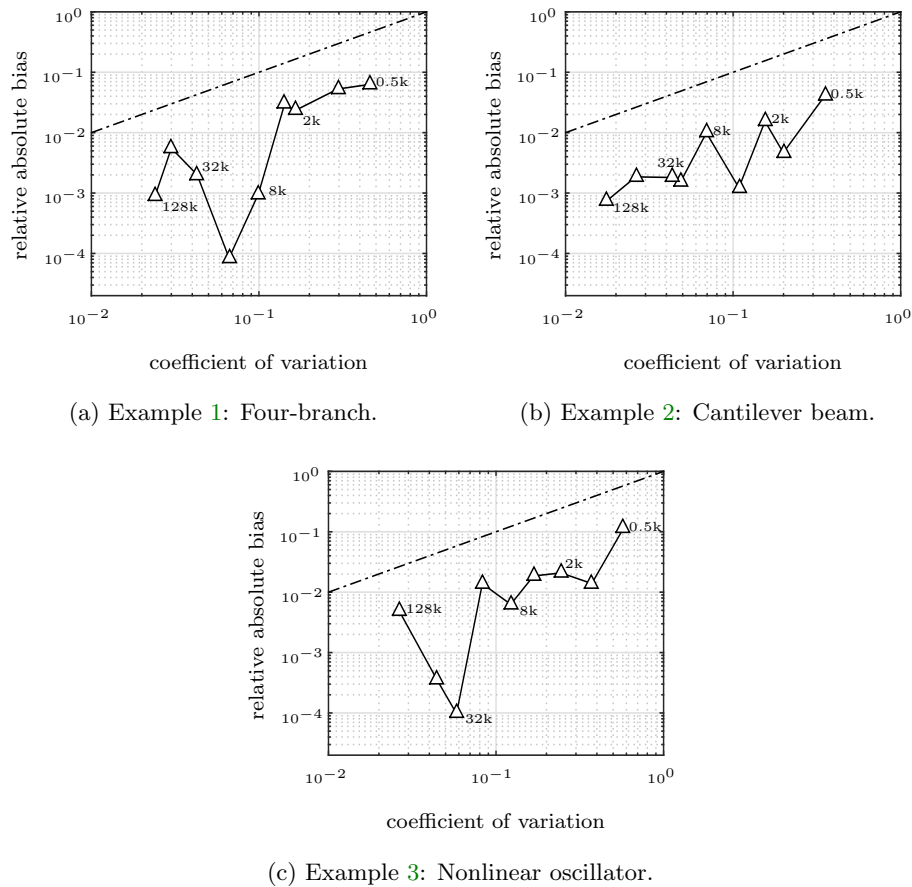 10^0
10^−1
10^−2
10^−3
10^−4
relative absolute bias
0.5k
2k
8k
32k
128k
10^−2
10^−1
10^0
coefficient of variation
(a) Example 1: Four-branch.
10^0
10^−1
10^−2
10^−3
10^−4
relative absolute bias
0.5k
2k
8k
32k
128k
10^−2
10^−1
10^0
coefficient of variation
(b) Example 2: Cantilever beam.
10^0
10^−1
10^−2
10^−3
10^−4
relative absolute bias
0.5k
2k
8k
128k
32k
10^−2
10^−1
10^0
coefficient of variation
(c) Example 3: Nonlinear oscillator.